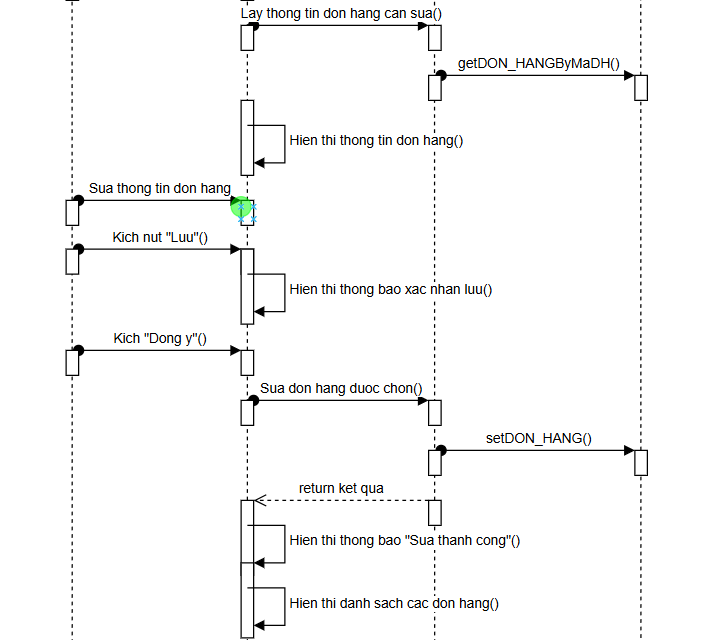 Lay thong tin don hang can sua()
getDON_HANGByMaDH()
Hien thi thong tin don hang()
Sua thong tin don hang
Kich nut "Luu"()
Hien thi thong bao xac nhan luu()
Kich "Dong y"()
Sua don hang duoc chon()
setDON_HANG()
return ket qua
Hien thi thong bao "Sua thanh cong"()
Hien thi danh sach cac don hang()